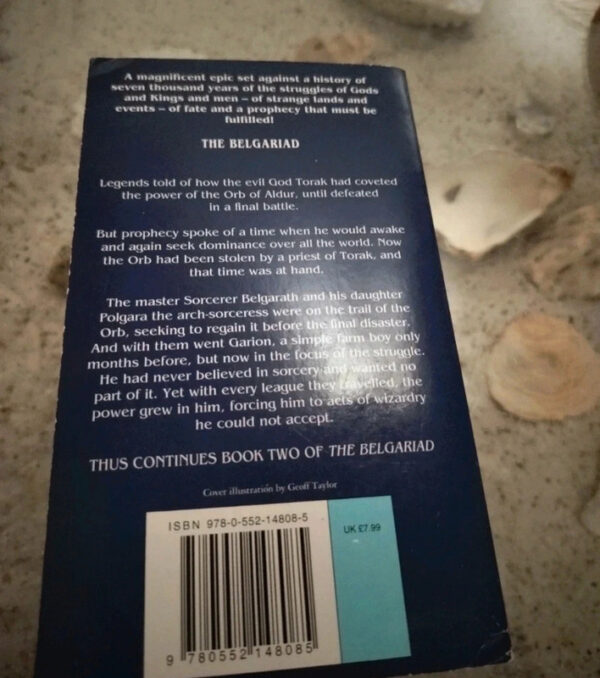 A magnificent epic set against a history of
seven thousand years of the struggles of Gods
and Kings and men – of strange lands and
events – of fate and a prophecy that must be
fulfilled!
THE BELGARIAD
Legends told of how the evil God Torak had coveted
the power of the Orb of Aldur, until defeated
in a final battle.
But prophecy spoke of a time when he would awake
and again seek dominance over all the world. Now
the Orb had been stolen by a priest of Torak, and
that time was at hand.
The master Sorcerer Belgarath and his daughter
Polgara the arch-sorceress were on the trail of the
Orb, seeking to regain it before the final disaster.
And with them went Garion, a simple farm boy only
months before, but now in the focus of the struggle.
He had never believed in sorcery and wanted no
part of it. Yet with every league they travelled, the
power grew in him, forcing him to acts of wizardry
he could not accept.
THUS CONTINUES BOOK TWO OF THE BELGARIAD
Cover illustration by Geoff Taylor
ISBN 978-0-552-14808-5
UK £7.99
9 780552 148085